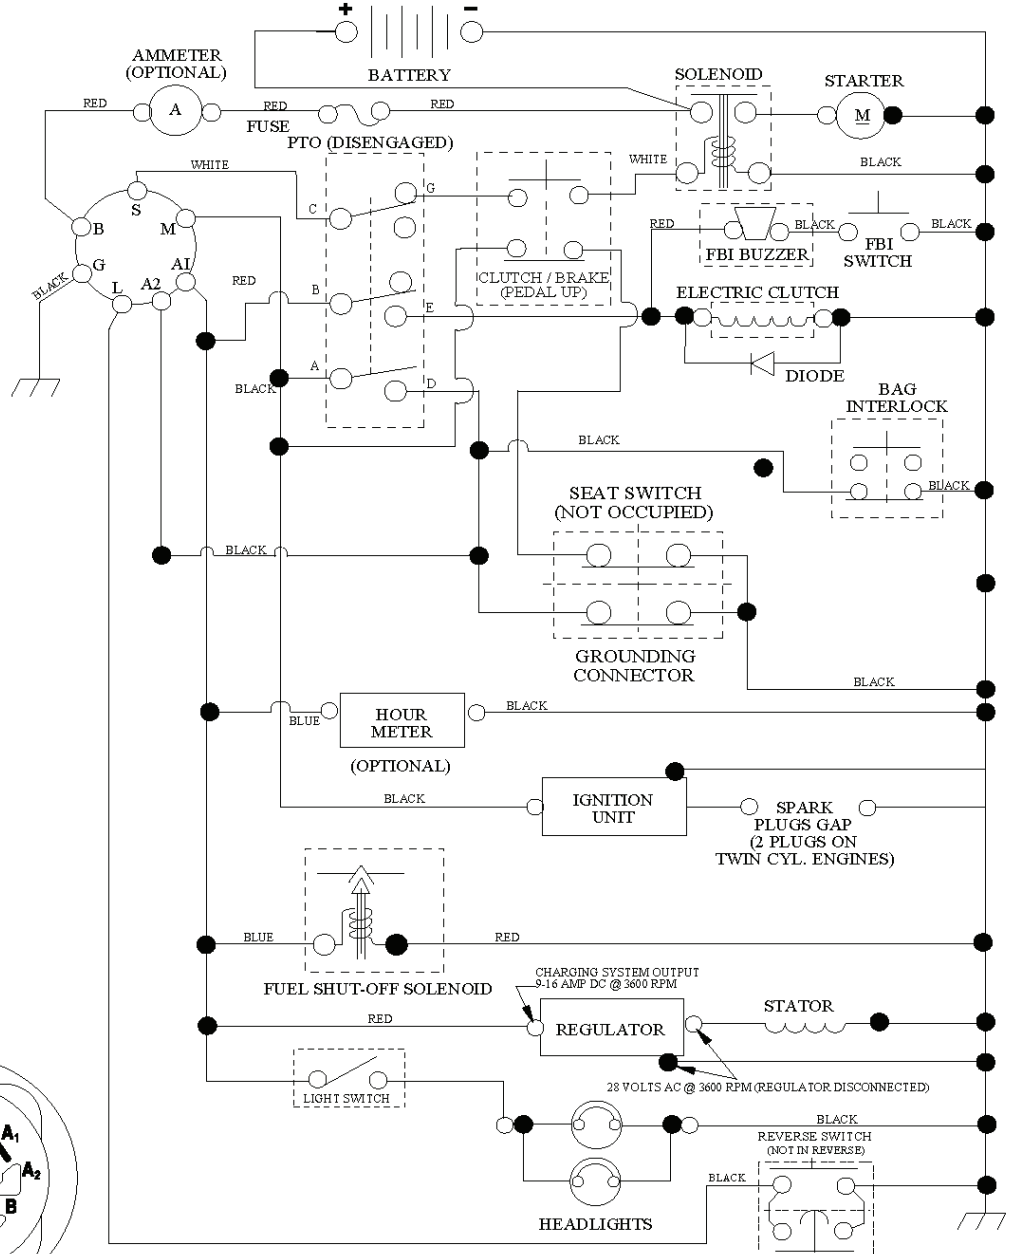 + −
BATTERY
AMMETER
(OPTIONAL)
RED
A
RED
FUSE
RED
SOLENOID
STARTER
M
PTO (DISENGAGED)
WHITE
WHITE
BLACK
S
B
M
G
A1
L
A2
BLACK
RED
C
G
B
E
A
D
BLACK
CLUTCH / BRAKE
(PEDAL UP)
RED
BLACK
BLACK
FBI BUZZER
FBI
SWITCH
ELECTRIC CLUTCH
DIODE
BAG
INTERLOCK
BLACK
BLACK
SEAT SWITCH
(NOT OCCUPIED)
BLACK
GROUNDING
CONNECTOR
BLACK
BLUE
HOUR
METER
BLACK
(OPTIONAL)
BLACK
IGNITION
UNIT
SPARK
PLUGS GAP
(2 PLUGS ON
TWIN CYL. ENGINES)
BLUE
RED
FUEL SHUT-OFF SOLENOID
CHARGING SYSTEM OUTPUT
9-16 AMP DC @ 3600 RPM
RED
REGULATOR
STATOR
28 VOLTS AC @ 3600 RPM (REGULATOR DISCONNECTED)
LIGHT SWITCH
BLACK
REVERSE SWITCH
(NOT IN REVERSE)
BLACK
HEADLIGHTS
A1
A2
B